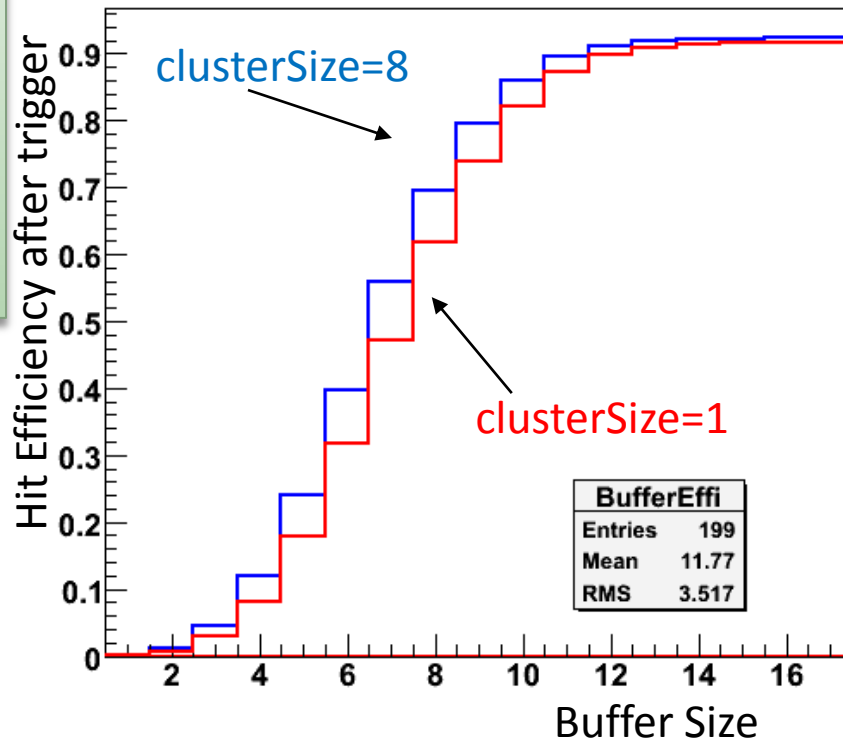 Hit Efficiency after trigger
0.9
0.8
0.7
0.6
0.5
0.4
0.3
0.2
0.1
0
clusterSize=8
clusterSize=1
BufferEffi
Entries 199
Mean 11.77
RMS 3.517
2 4 6 8 10 12 14 16
Buffer Size